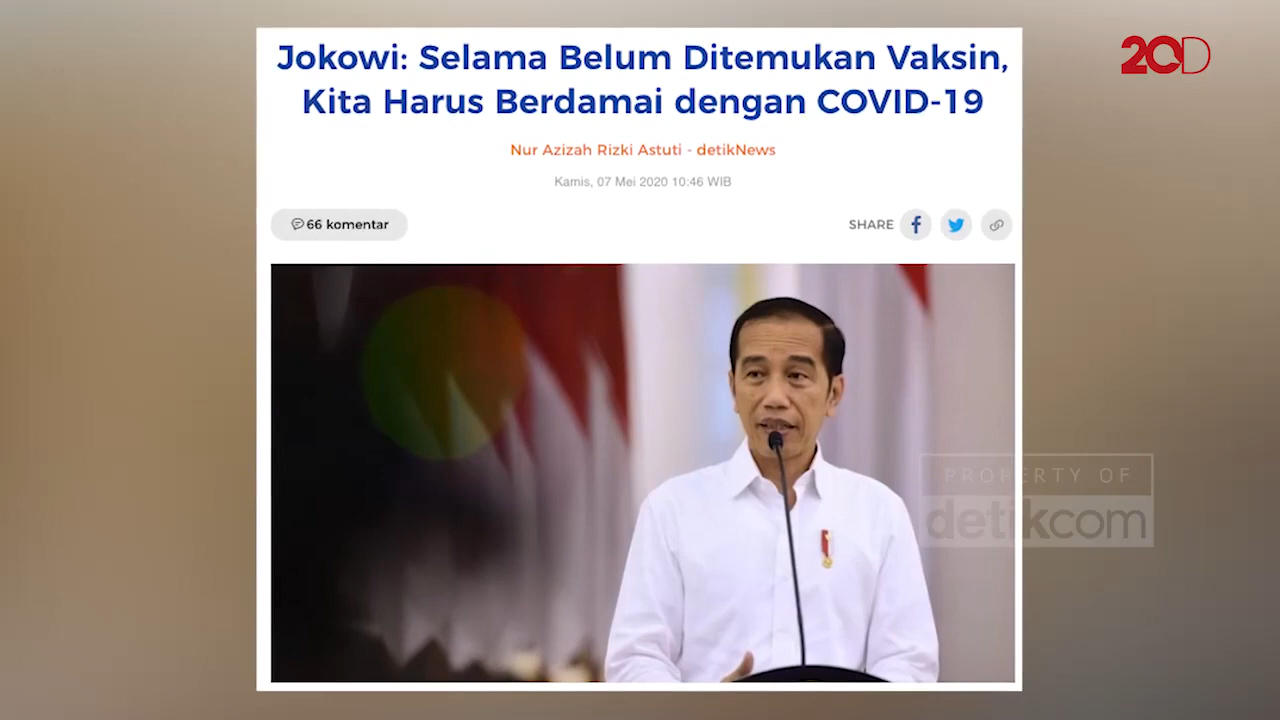 Jokowi: Selama Belum Ditemukan Vaksin,
Kita Harus Berdamai dengan COVID-19
20D
Nur Azizah Rizki Astuti - detikNews
Kamis, 07 Mei 2020 10:46 WIB
66 komentar
SHARE
PROPERTY OF
detikcom